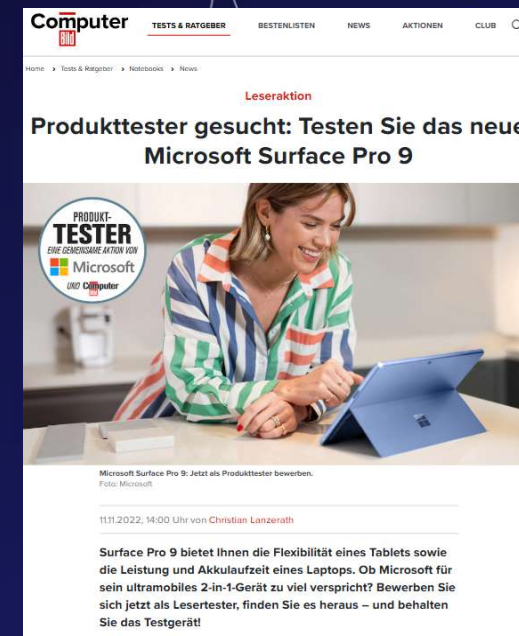 Computer
Bild
TESTS & RATGEBER BESTENLISTEN NEWS AKTIONEN CLUB
Home > Tests & Ratgeber > Notebooks > News
Leseraktion
Produkttester gesucht: Testen Sie das neue
Microsoft Surface Pro 9
PRODUKT-
TESTER
EINE GEMEINSAME AKTION VON
Microsoft
UND Computer
Microsoft Surface Pro 9: Jetzt als Produkttester bewerben.
Foto: Microsoft
11.11.2022, 14:00 Uhr von Christian Lanzerath
Surface Pro 9 bietet Ihnen die Flexibilität eines Tablets sowie
die Leistung und Akkulaufzeit eines Laptops. Ob Microsoft für
sein ultramobiles 2-in-1-Gerät zu viel verspricht? Bewerben Sie
sich jetzt als Lesertester, finden Sie es heraus – und behalten
Sie das Testgerät!